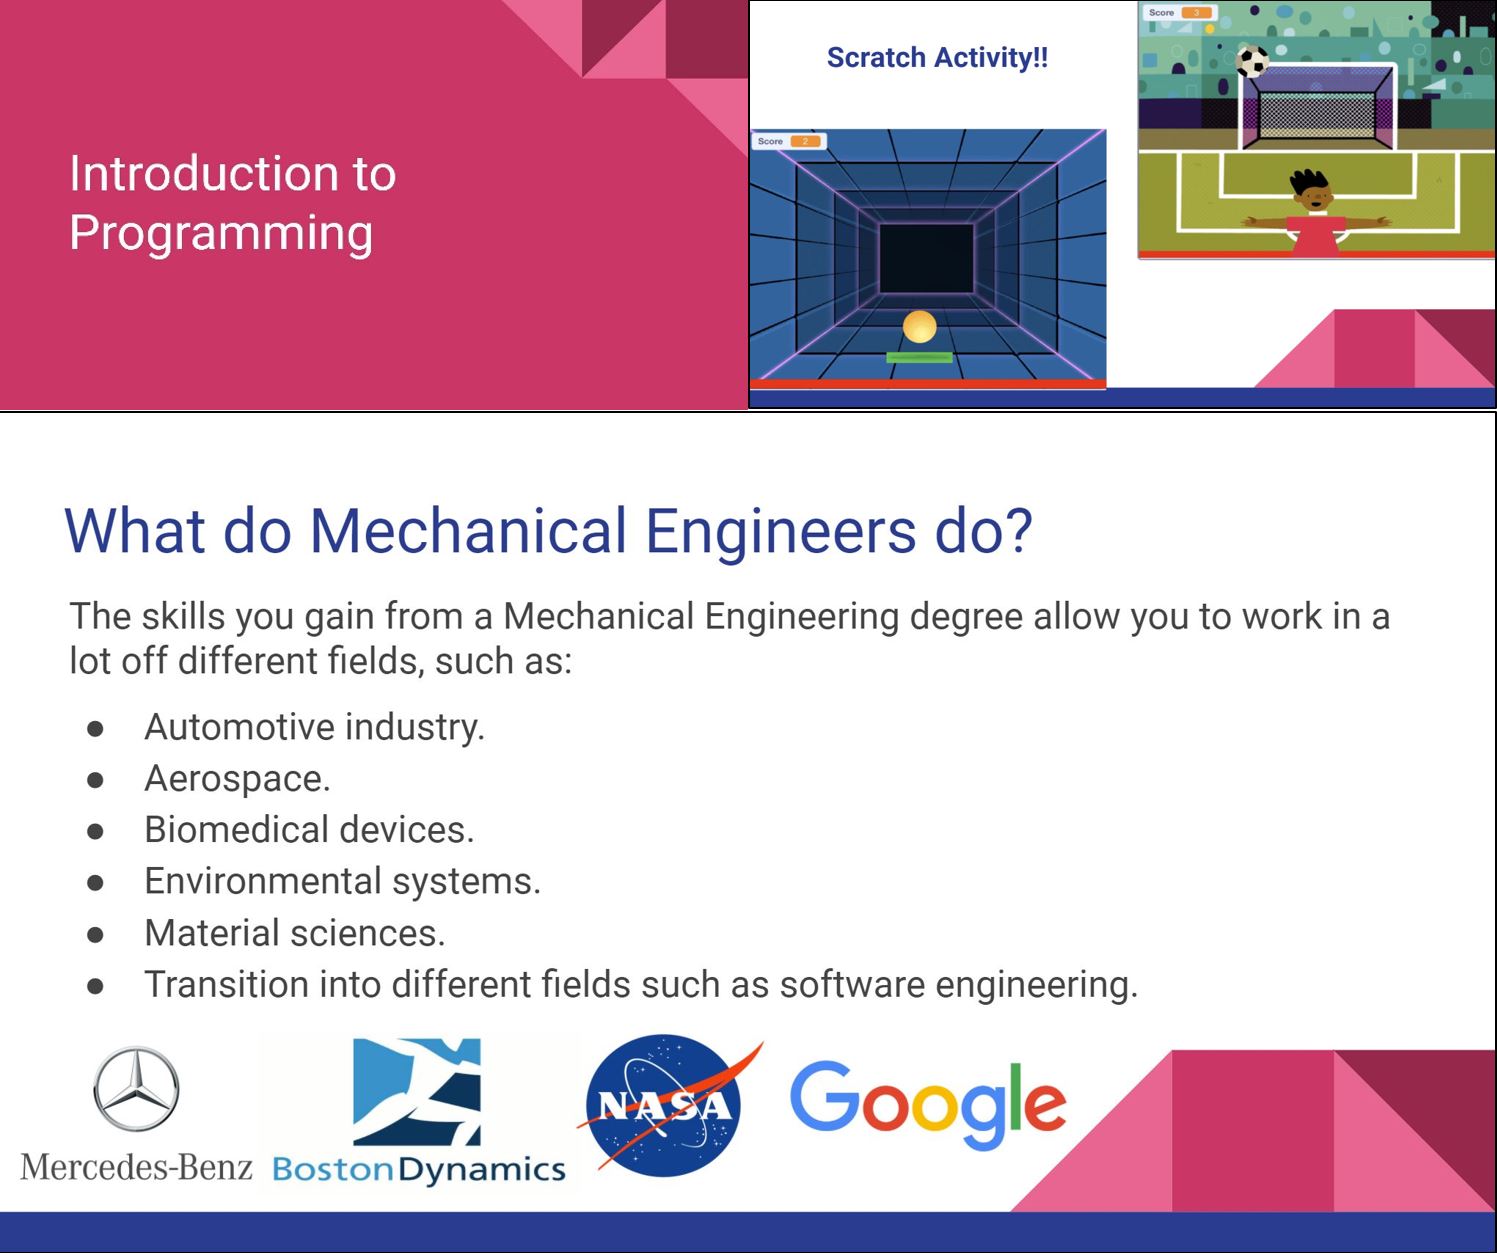 Introduction to
Programming
Scratch Activity!!
Score 2
Score 3
What do Mechanical Engineers do?
The skills you gain from a Mechanical Engineering degree allow you to work in a
lot off different fields, such as:
● Automotive industry.
● Aerospace.
● Biomedical devices.
● Environmental systems.
● Material sciences.
● Transition into different fields such as software engineering.
Mercedes-Benz
BostonDynamics
NASA
Google